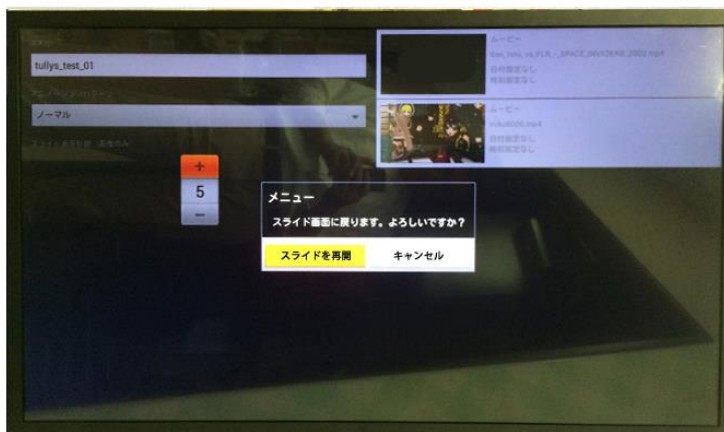 tullys_test_01
ノーマル
+
5
−
ムービー
日付指定なし
時刻指定なし
ムービー
日付指定なし
時刻指定なし
メニュー
スライド画面に戻ります。よろしいですか？
スライドを再開
キャンセル